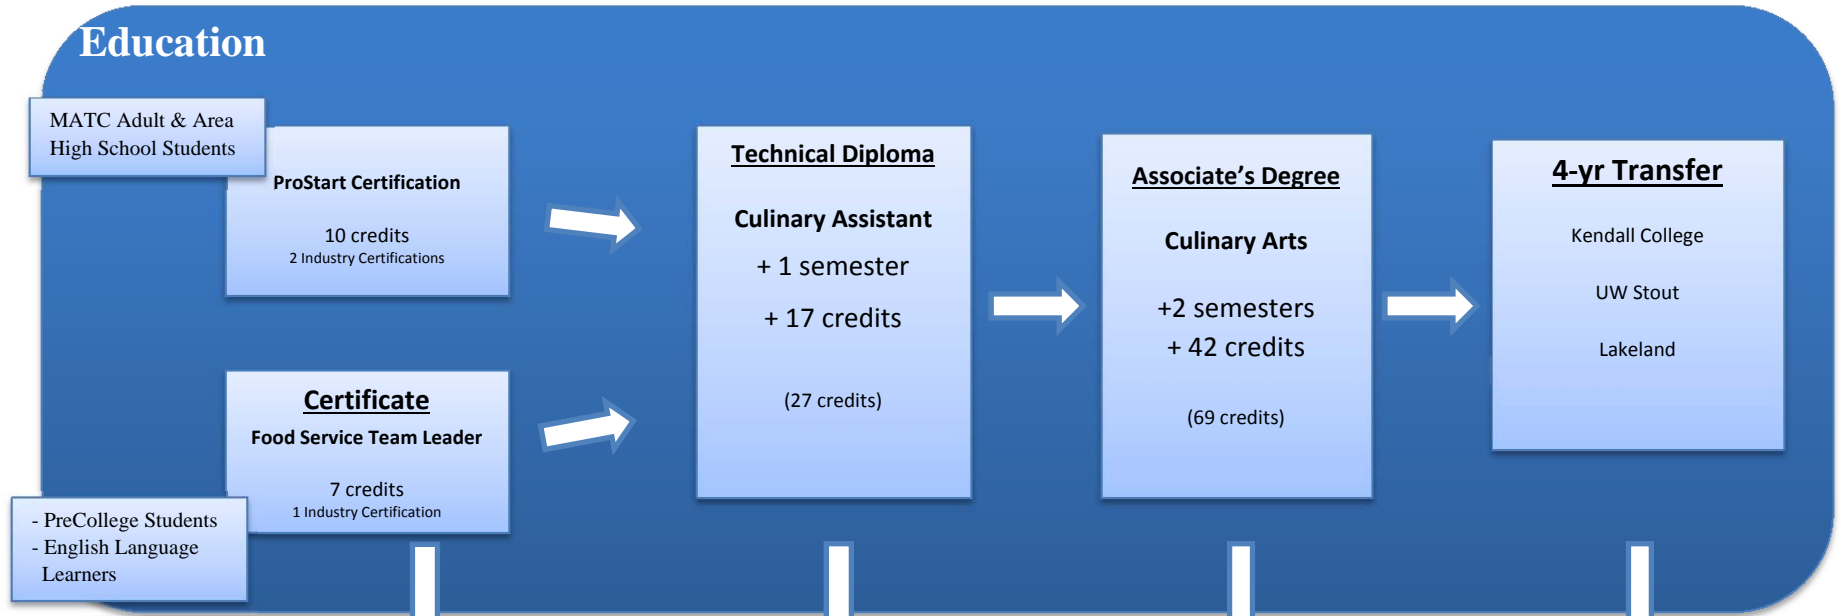 Education
MATC Adult & Area
High School Students
ProStart Certification
10 credits
2 Industry Certifications
Certificate
Food Service Team Leader
7 credits
1 Industry Certification
- PreCollege Students
- English Language
Learners
Technical Diploma
Culinary Assistant
+ 1 semester
+ 17 credits
(27 credits)
Associate's Degree
Culinary Arts
+2 semesters
+ 42 credits
(69 credits)
4-yr Transfer
Kendall College
UW Stout
Lakeland